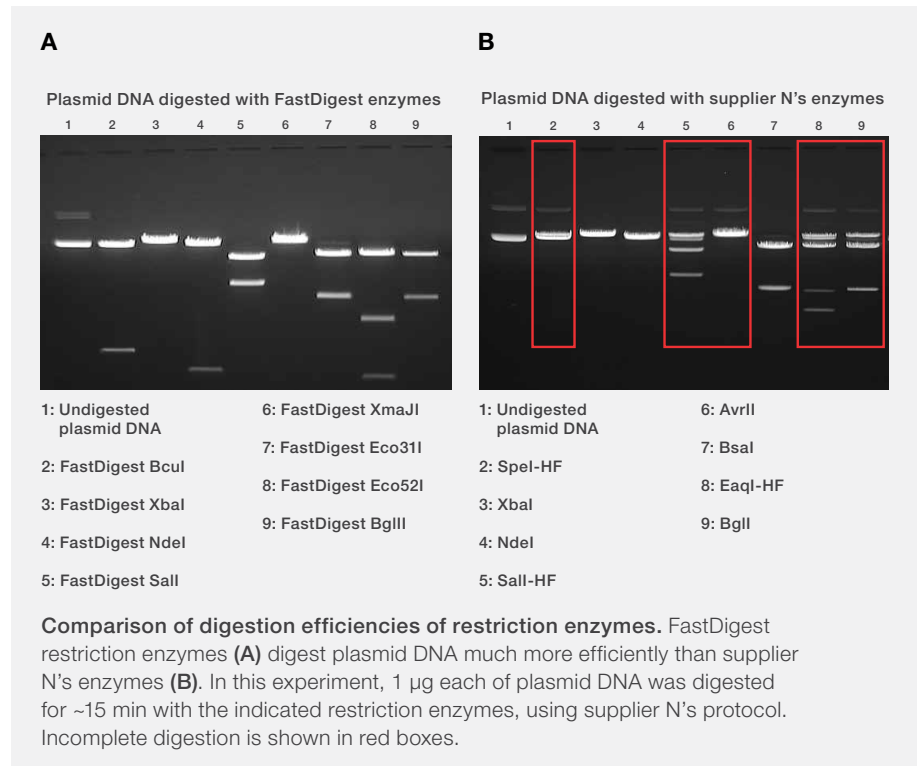 A
Plasmid DNA digested with FastDigest enzymes
1 2 3 4 5 6 7 8 9
1: Undigested
plasmid DNA
2: FastDigest BcuI
3: FastDigest XbaI
4: FastDigest NdeI
5: FastDigest SalI
6: FastDigest XmaJI
7: FastDigest Eco31I
8: FastDigest Eco52I
9: FastDigest BglII
B
Plasmid DNA digested with supplier N's enzymes
1 2 3 4 5 6 7 8 9
1: Undigested
plasmid DNA
2: SpeI-HF
3: XbaI
4: NdeI
5: SalI-HF
6: AvrII
7: BsaI
8: EaqI-HF
9: BglI
Comparison of digestion efficiencies of restriction enzymes. FastDigest
restriction enzymes (A) digest plasmid DNA much more efficiently than supplier
N's enzymes (B). In this experiment, 1 µg each of plasmid DNA was digested
for ~15 min with the indicated restriction enzymes, using supplier N's protocol.
Incomplete digestion is shown in red boxes.